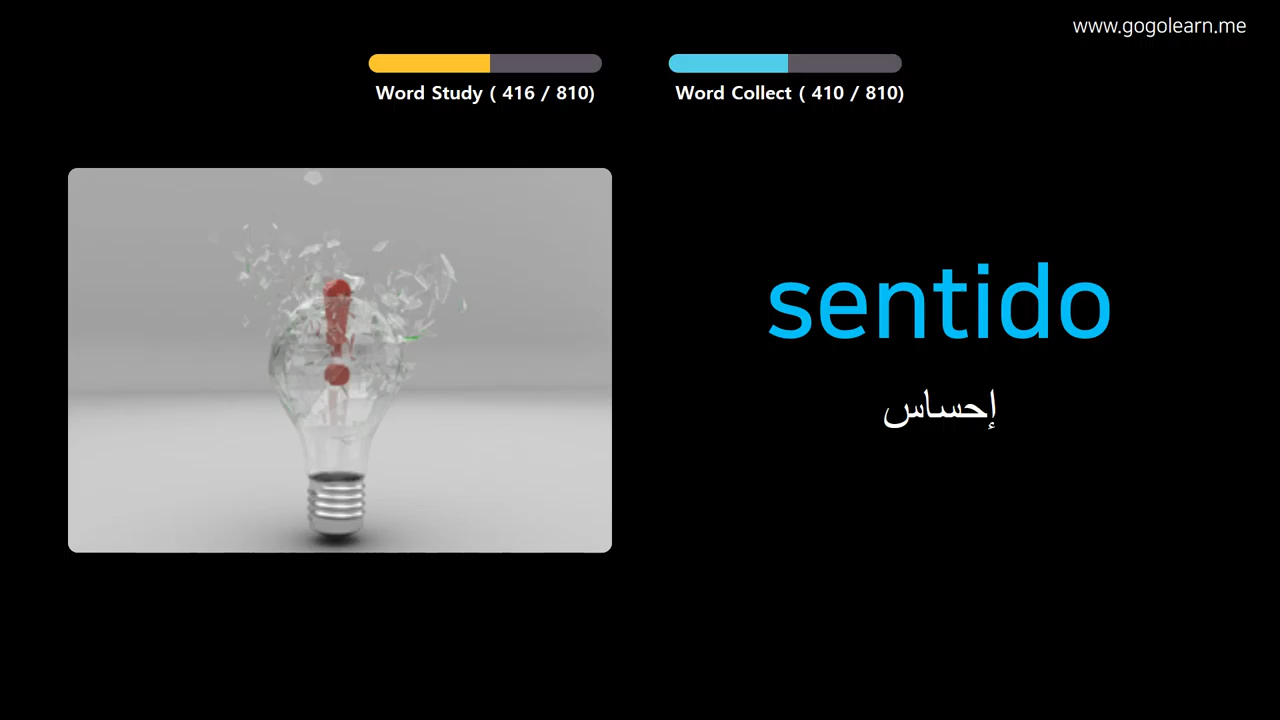 www.gogolearn.me
Word Study ( 416 / 810)
Word Collect ( 410 / 810)
sentido
إحساس